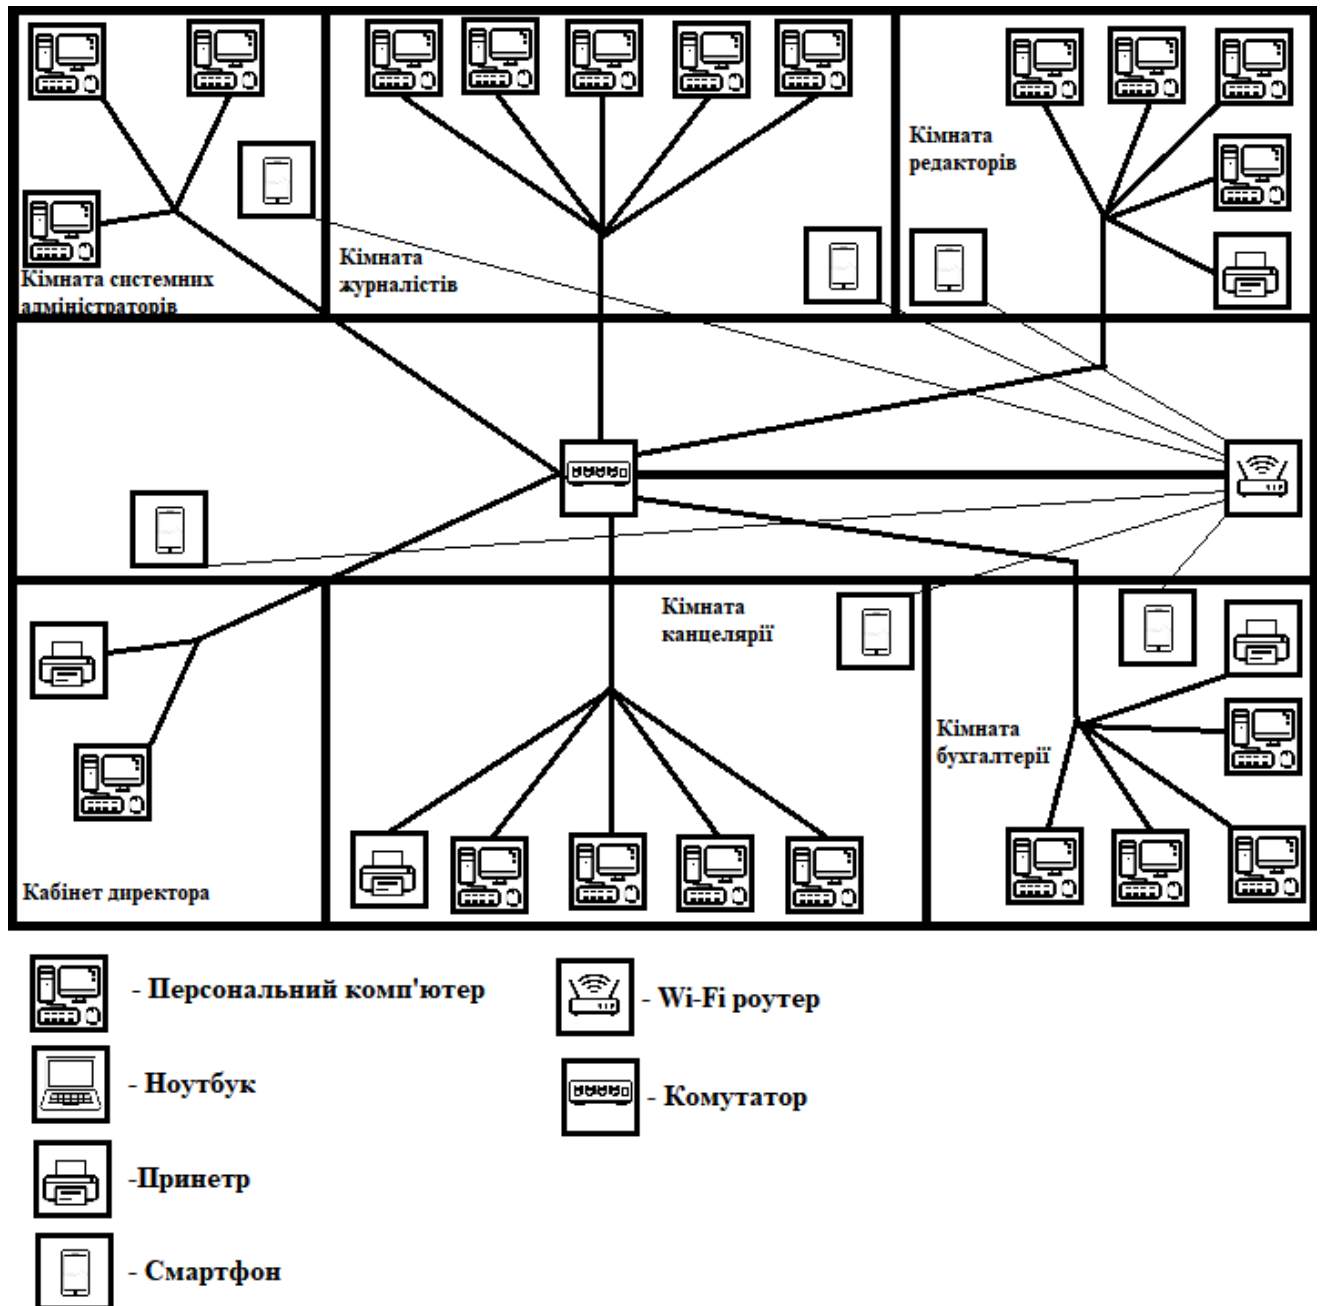 Кімната
редакторів
Кімната
журналістів
Кімната системних
адміністраторів
Кімната
канцелярії
Кімната
бухгалтерії
Кабінет директора
- Персональний комп'ютер
- Wi-Fi роутер
- Ноутбук
- Комутатор
-Принетр
- Смартфон